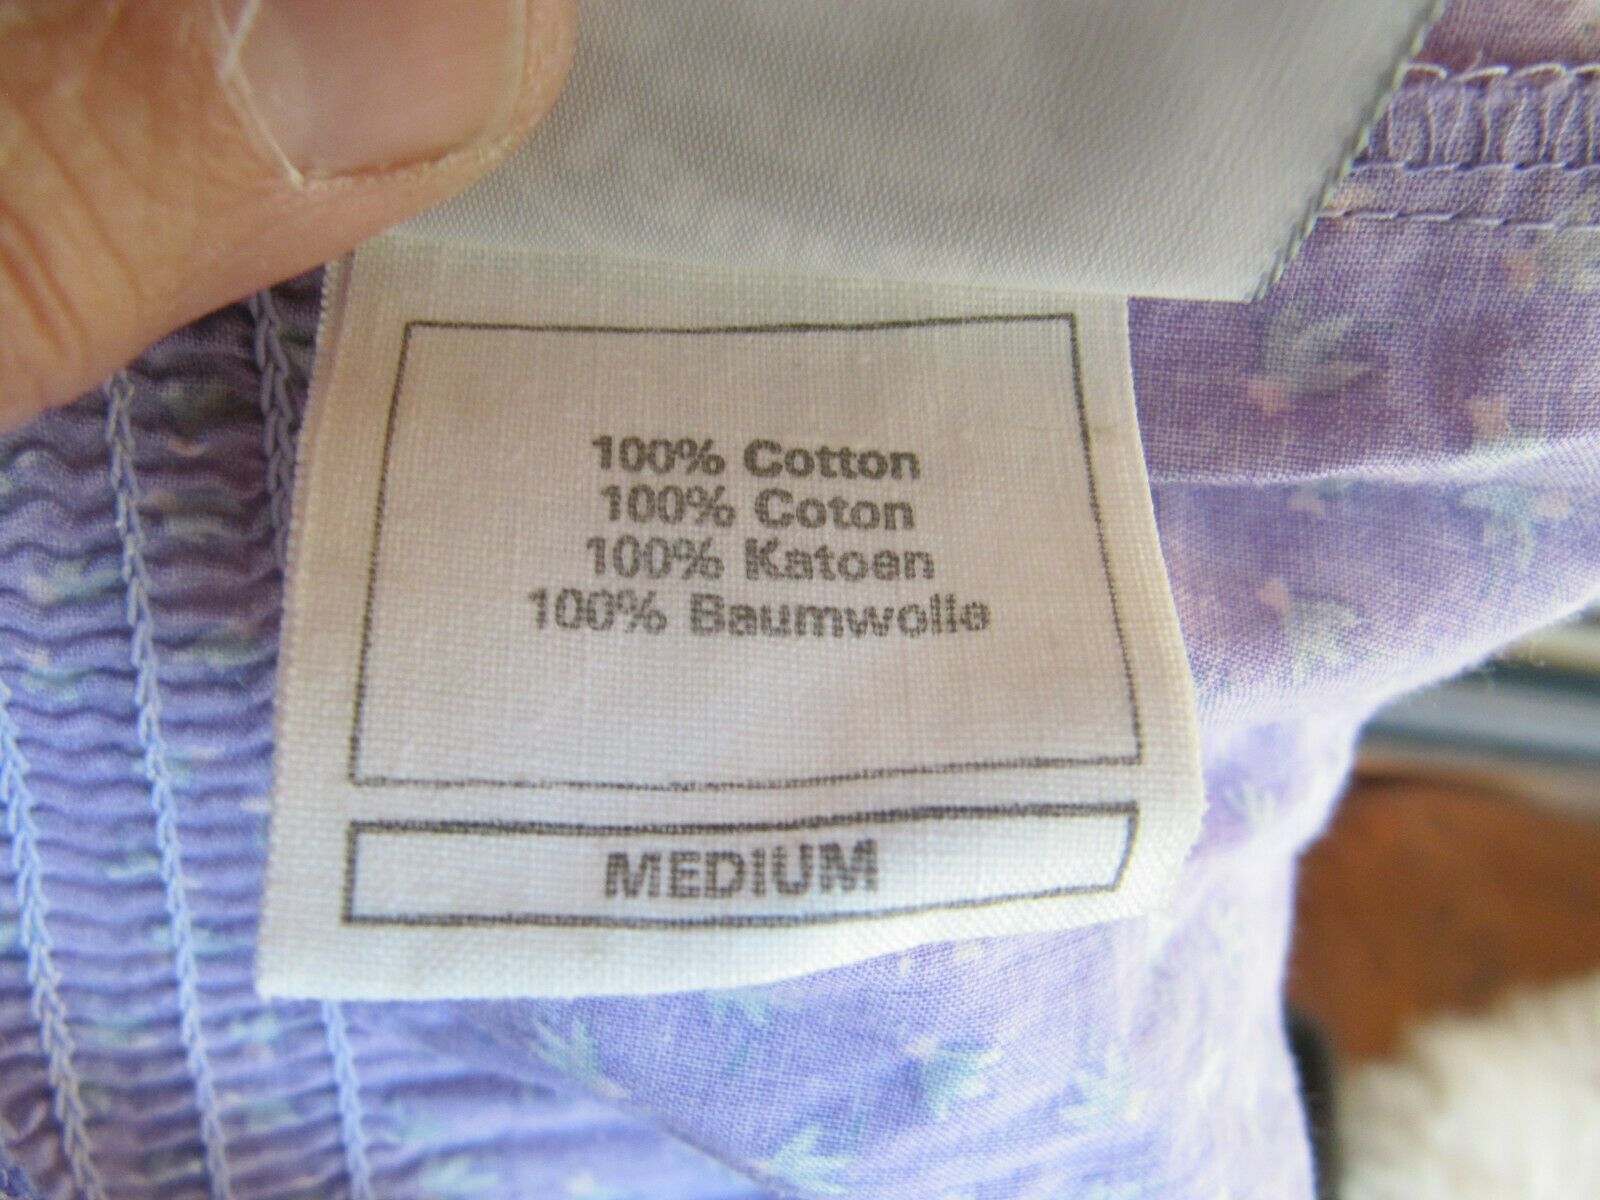 100% Cotton
100% Coton
100% Katoen
100% Baumwolle
MEDIUM